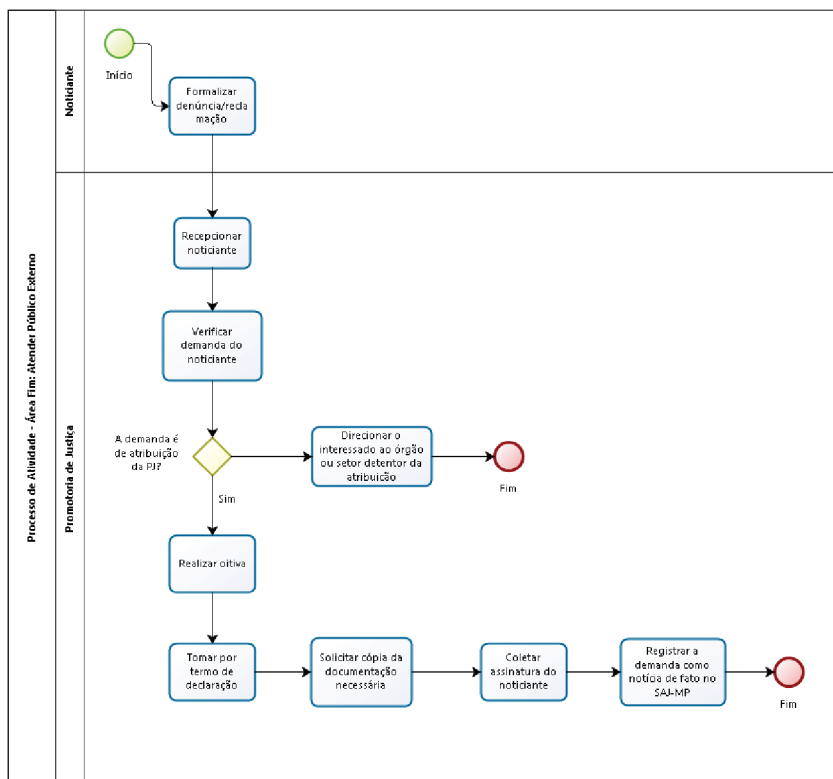 Processo de Atividade - Área Fim: Atender Público Externo
Noticiante
Início
Formalizar
denúncia/recla
mação
Promotoria de Justiça
Recepcionar
noticiante
Verificar
demanda do
noticiante
A demanda é
de atribuição
da PJ?
Direcionar o
interessado ao órgão
ou setor detentor da
atribuição
Fim
Sim
Realizar oitiva
Tomar por
termo de
declaração
Solicitar cópia da
documentação
necessária
Coletar
assinatura do
noticiante
Registrar a
demanda como
notícia de fato no
SAJ-MP
Fim